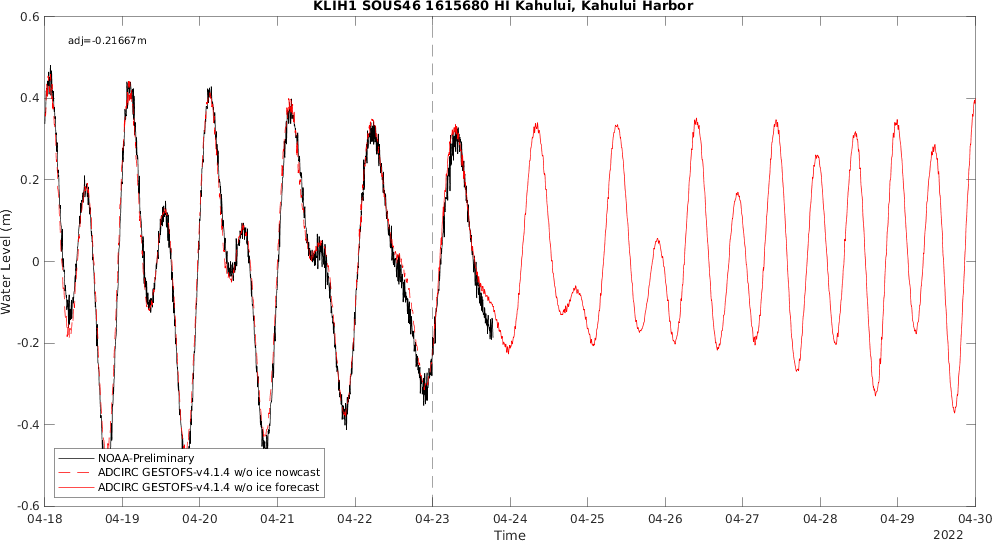 KLIH1 SOUS46 1615680 HI Kahului, Kahului Harbor
adj=-0.21667m
0.6
0.4
0.2
0
-0.2
-0.4
-0.6
Water Level (m)
NOAA-Preliminary
ADCIRC GESTOFS-v4.1.4 w/o ice nowcast
ADCIRC GESTOFS-v4.1.4 w/o ice forecast
04-18 04-19 04-20 04-21 04-22 04-23 04-24 04-25 04-26 04-27 04-28 04-29 04-30
Time
2022